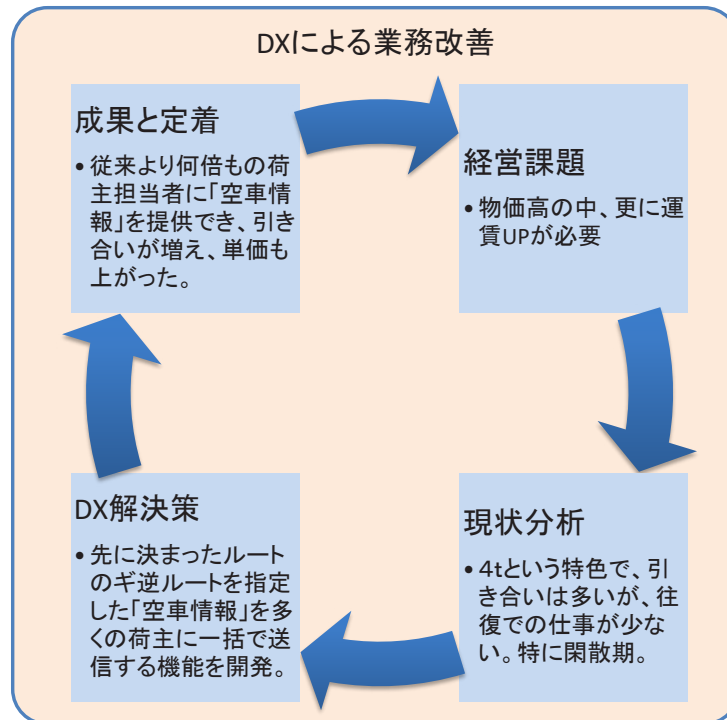 DXによる業務改善
成果と定着
• 従来より何倍もの荷
主担当者に「空車情
報」を提供でき、引き
合いが増え、単価も
上がった。
経営課題
• 物価高の中、更に運
賃UPが必要
DX解決策
• 先に決まったルート
のギ逆ルートを指定
した「空車情報」を多
くの荷主に一括で送
信する機能を開発。
現状分析
• 4tという特色で、引
き合いは多いが、往
復での仕事が少な
い。特に閑散期。